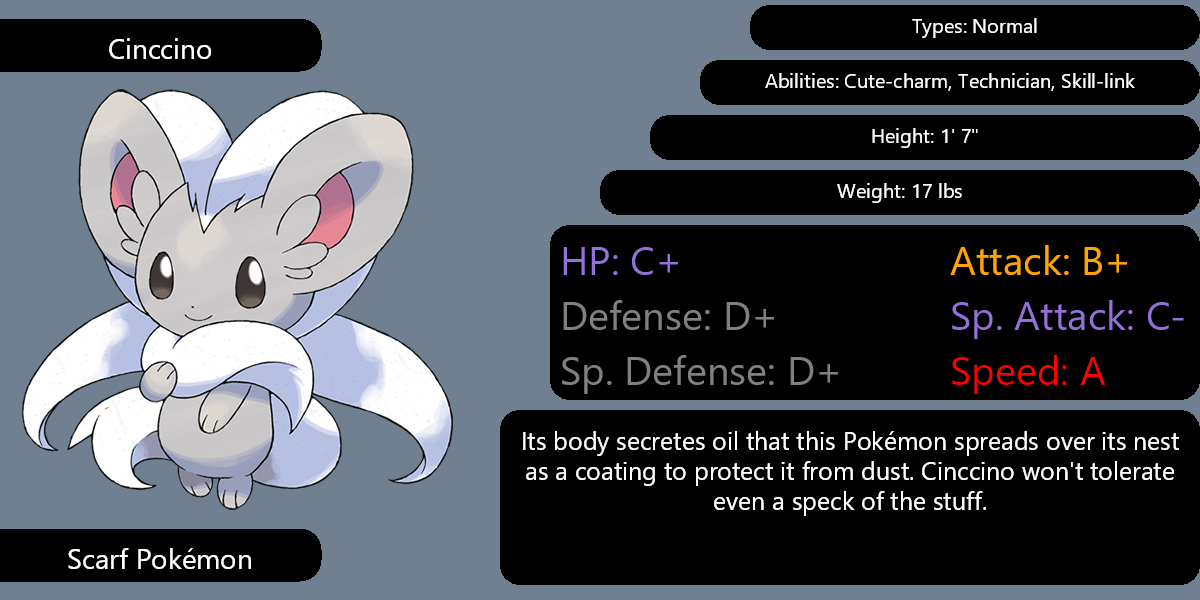 Cinccino
Types: Normal
Abilities: Cute-charm, Technician, Skill-link
Height: 1' 7"
Weight: 17 lbs
HP: C+
Attack: B+
Defense: D+
Sp. Attack: C-
Sp. Defense: D+
Speed: A
Its body secretes oil that this Pokémon spreads over its nest
as a coating to protect it from dust. Cinccino won't tolerate
even a speck of the stuff.
Scarf Pokémon